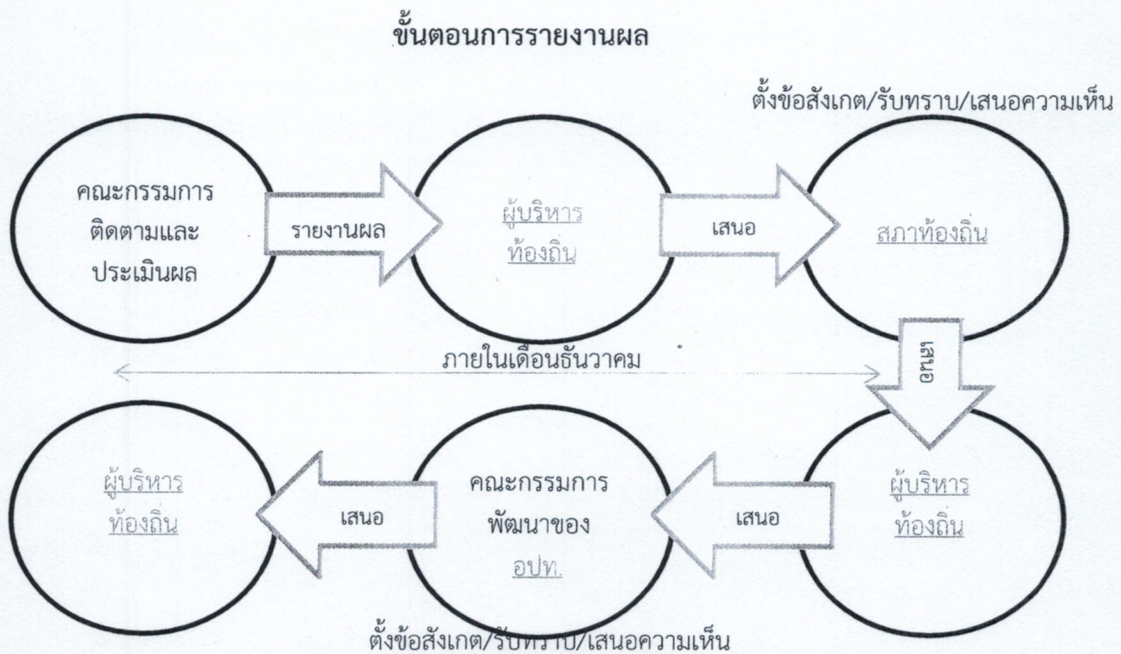 ขั้นตอนการรายงานผล
ตั้งข้อสังเกต/รับทราบ/เสนอความเห็น
คณะกรรมการ
ติดตามและ
ประเมินผล
รายงานผล
ผู้บริหาร
ท้องถิ่น
เสนอ
สภาท้องถิ่น
เสนอ
ภายในเดือนธันวาคม
ผู้บริหาร
ท้องถิ่น
เสนอ
คณะกรรมการ
พัฒนาของ
อปท.
เสนอ
ผู้บริหาร
ท้องถิ่น
ตั้งข้อสังเกต/รับทราบ/เสนอความเห็น